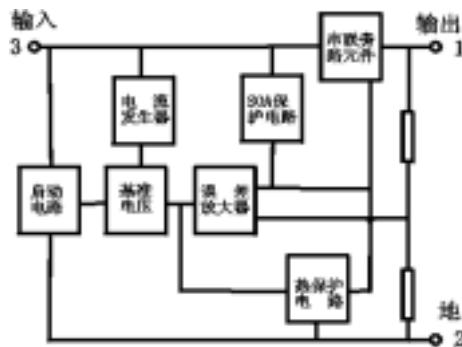 输入
3
输出
1
串联旁
路元件
电 流
发生器
SOA保
护电路
启动
电路
基准
电压
误 差
放大器
热保护
电 路
地
2